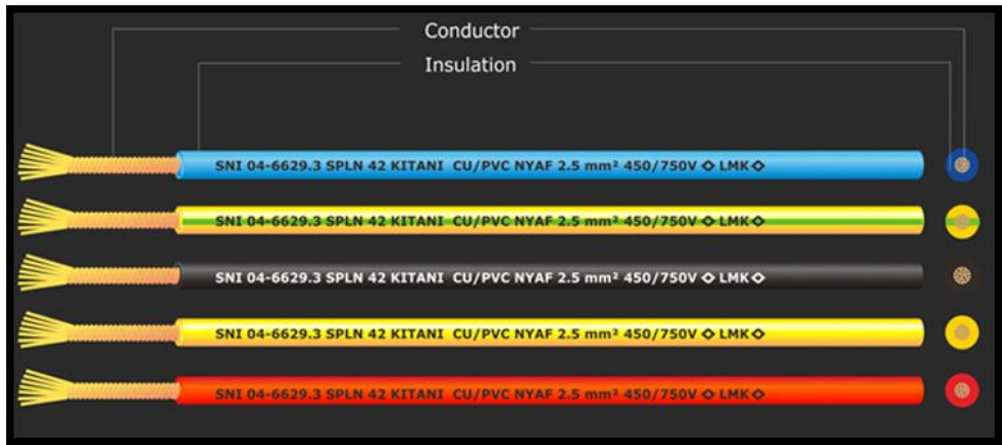 Conductor
Insulation
SNI 04-6629.3 SPLN 42 KITANI CU/PVC NYAF 2.5 mm² 450/750V ◇ LMK◇
SNI 04-6629.3 SPLN 42 KITANI CU/PVC NYAF 2.5 mm² 450/750V ◇ LMK◇
SNI 04-6629.3 SPLN 42 KITANI CU/PVC NYAF 2.5 mm² 450/750V ◇ LMK◇
SNI 04-6629.3 SPLN 42 KITANI CU/PVC NYAF 2.5 mm² 450/750V ◇ LMK◇
SNI 04-6629.3 SPLN 42 KITANI CU/PVC NYAF 2.5 mm² 450/750V ◇ LMK◇